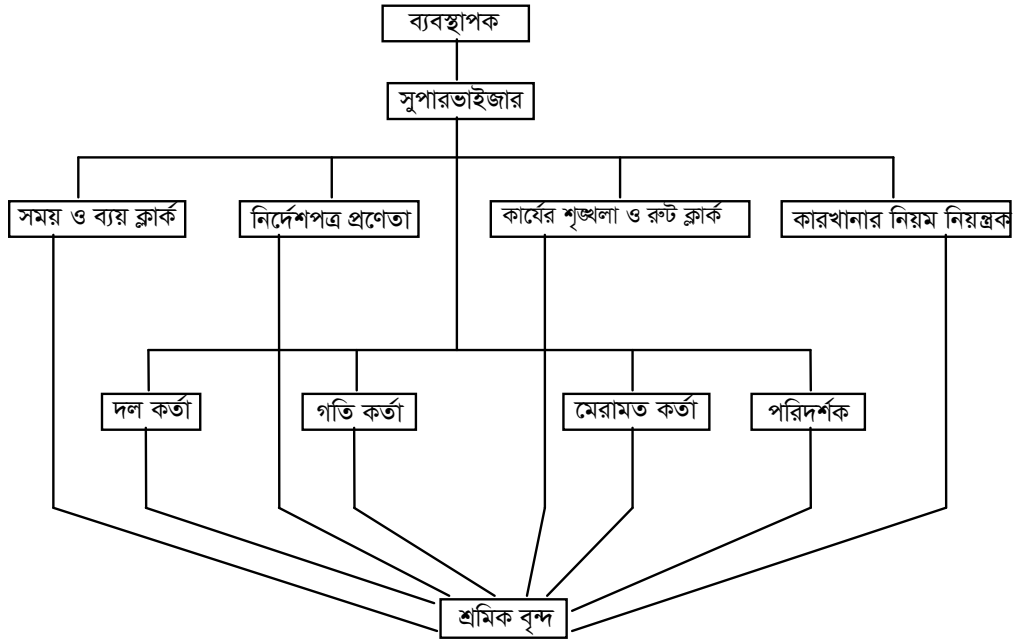 ব্যবস্থাপক
সুপারভাইজার
সময় ও ব্যয় ক্লার্ক
নির্দেশপত্র প্রণেতা
কার্যের শৃঙ্খলা ও রুট ক্লার্ক
কারখানার নিয়ম নিয়ন্ত্রক
দল কর্তা
গতি কর্তা
মেরামত কর্তা
পরিদর্শক
শ্রমিক বৃন্দ